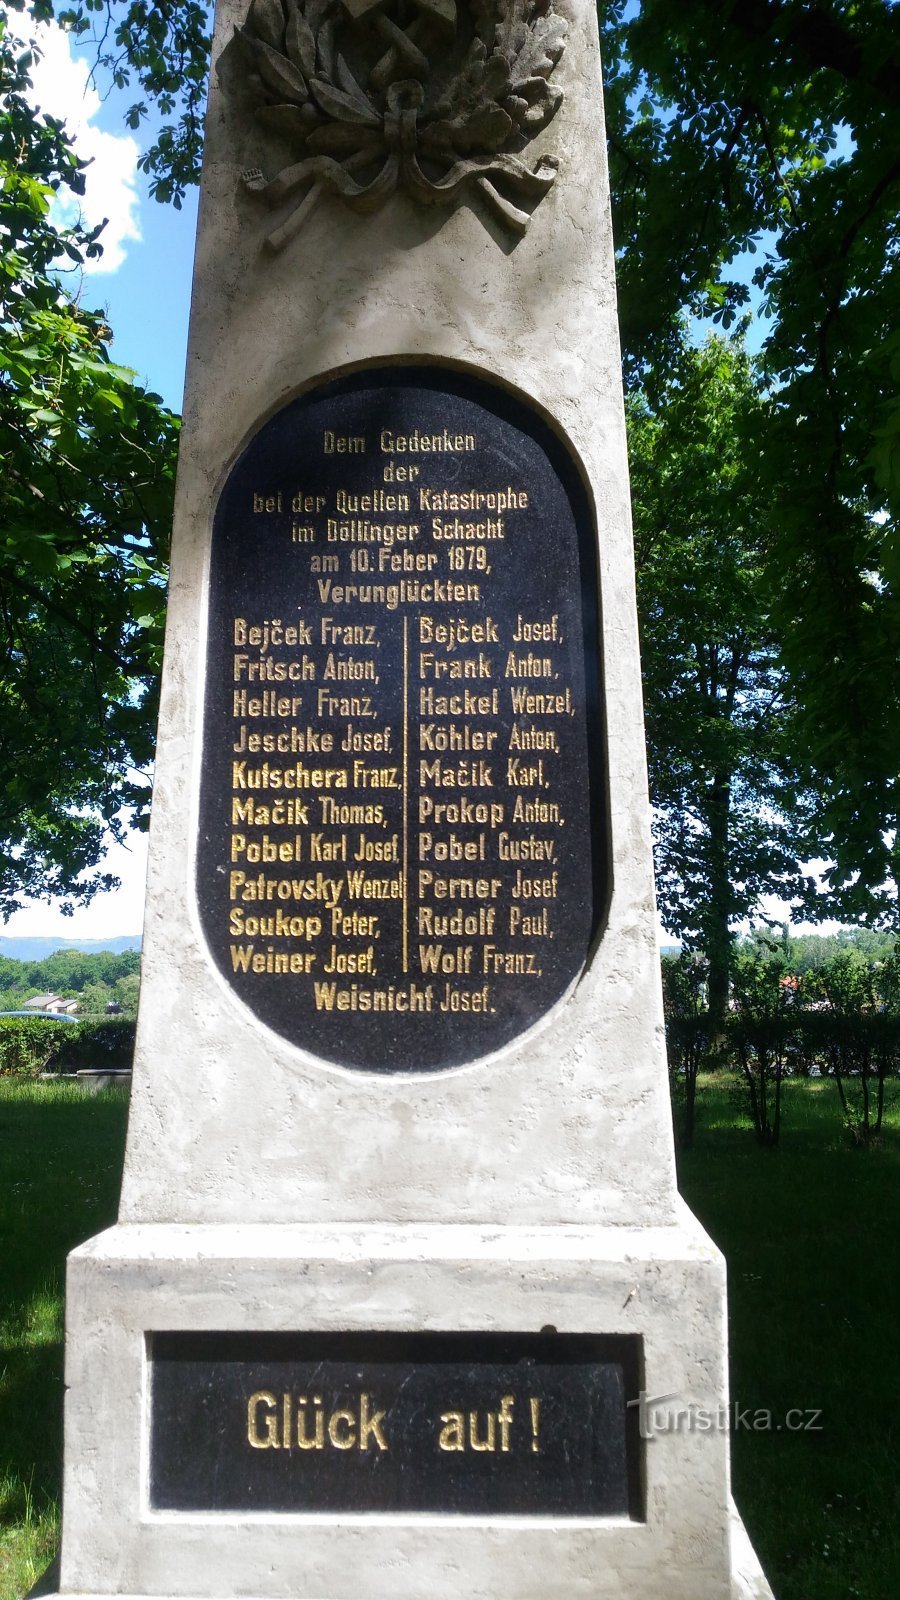 Dem Gedenken
der
bei der Quellen Katastrophe
im Döllinger Schacht
am 10. Feber 1879,
Verunglückten
Bejček Franz,
Fritsch Anton,
Heller Franz,
Jeschke Josef,
Kutschera Franz,
Mačik Thomas,
Pobel Karl Josef,
Patrovsky Wenzel
Soukop Peter,
Weiner Josef,
Bejček Josef,
Frank Anton,
Hackel Wenzel,
Köhler Anton,
Mačik Karl,
Prokop Anton,
Pobel Gustav,
Perner Josef
Rudolf Paul,
Wolf Franz,
Weisnicht Josef.
Glück auf!
Turistika.cz